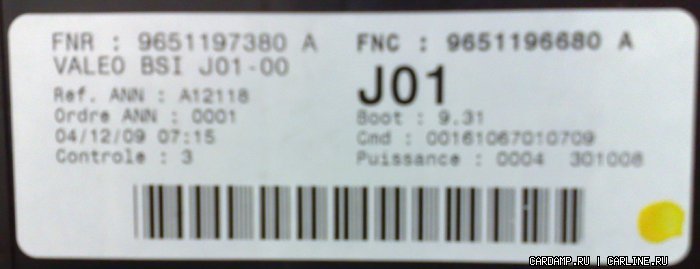 FNR : 9651197380 A FNC : 9651196680 A
VALEO BSI J01-00
J01
Ref. ANN : A12118
Ordre ANN : 0001 Boot : 9.31
04/12/09 07:15 Cmd : 00161067010709
Controle : 3 Puissance : 0004 301008
CARDAMP.RU | CARLINE.RU